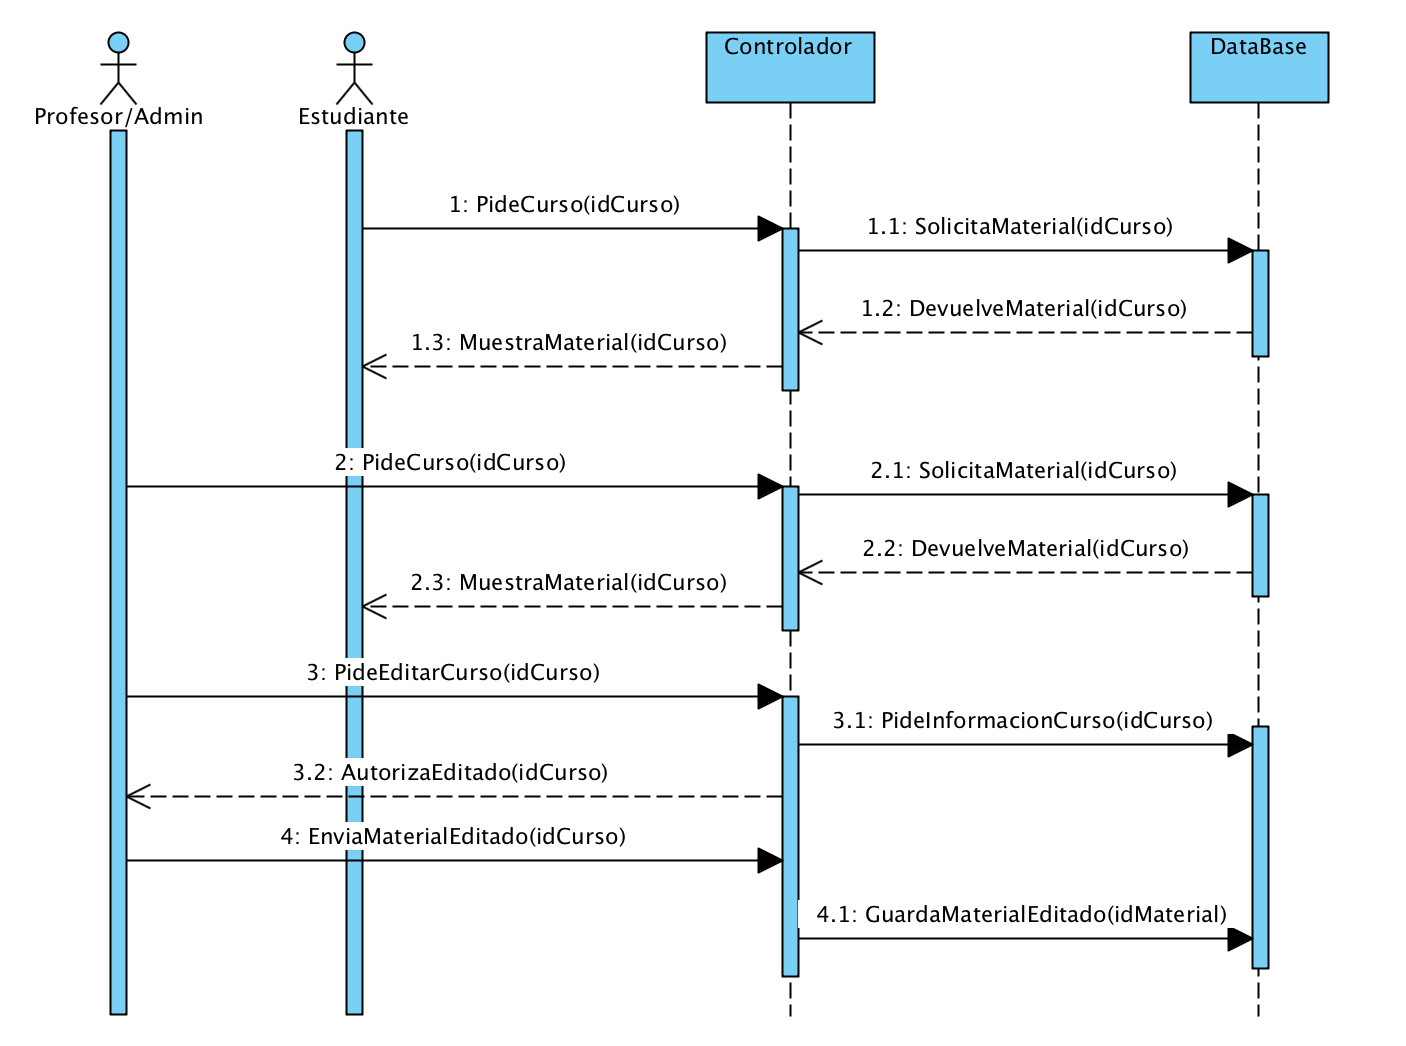 Profesor/Admin
Estudiante
Controlador
DataBase
1: PideCurso(idCurso)
1.1: SolicitaMaterial(idCurso)
1.2: DevuelveMaterial(idCurso)
1.3: MuestraMaterial(idCurso)
2: PideCurso(idCurso)
2.1: SolicitaMaterial(idCurso)
2.2: DevuelveMaterial(idCurso)
2.3: MuestraMaterial(idCurso)
3: PideEditarCurso(idCurso)
3.1: PideInformacionCurso(idCurso)
3.2: AutorizaEditado(idCurso)
4: EnviaMaterialEditado(idCurso)
4.1: GuardaMaterialEditado(idMaterial)